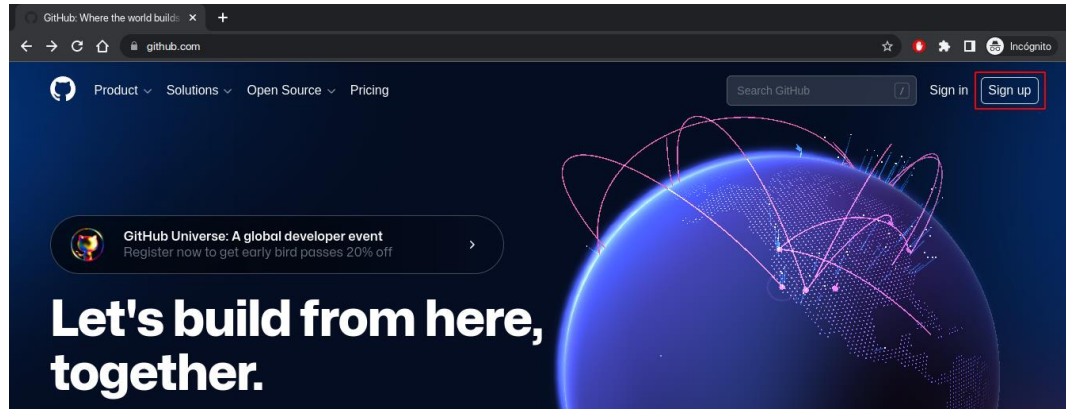 GitHub: Where the world builds
github.com
Incógnito
Product Solutions Open Source Pricing
Search GitHub / Sign in Sign up
GitHub Universe: A global developer event
Register now to get early bird passes 20% off
Let's build from here,
together.